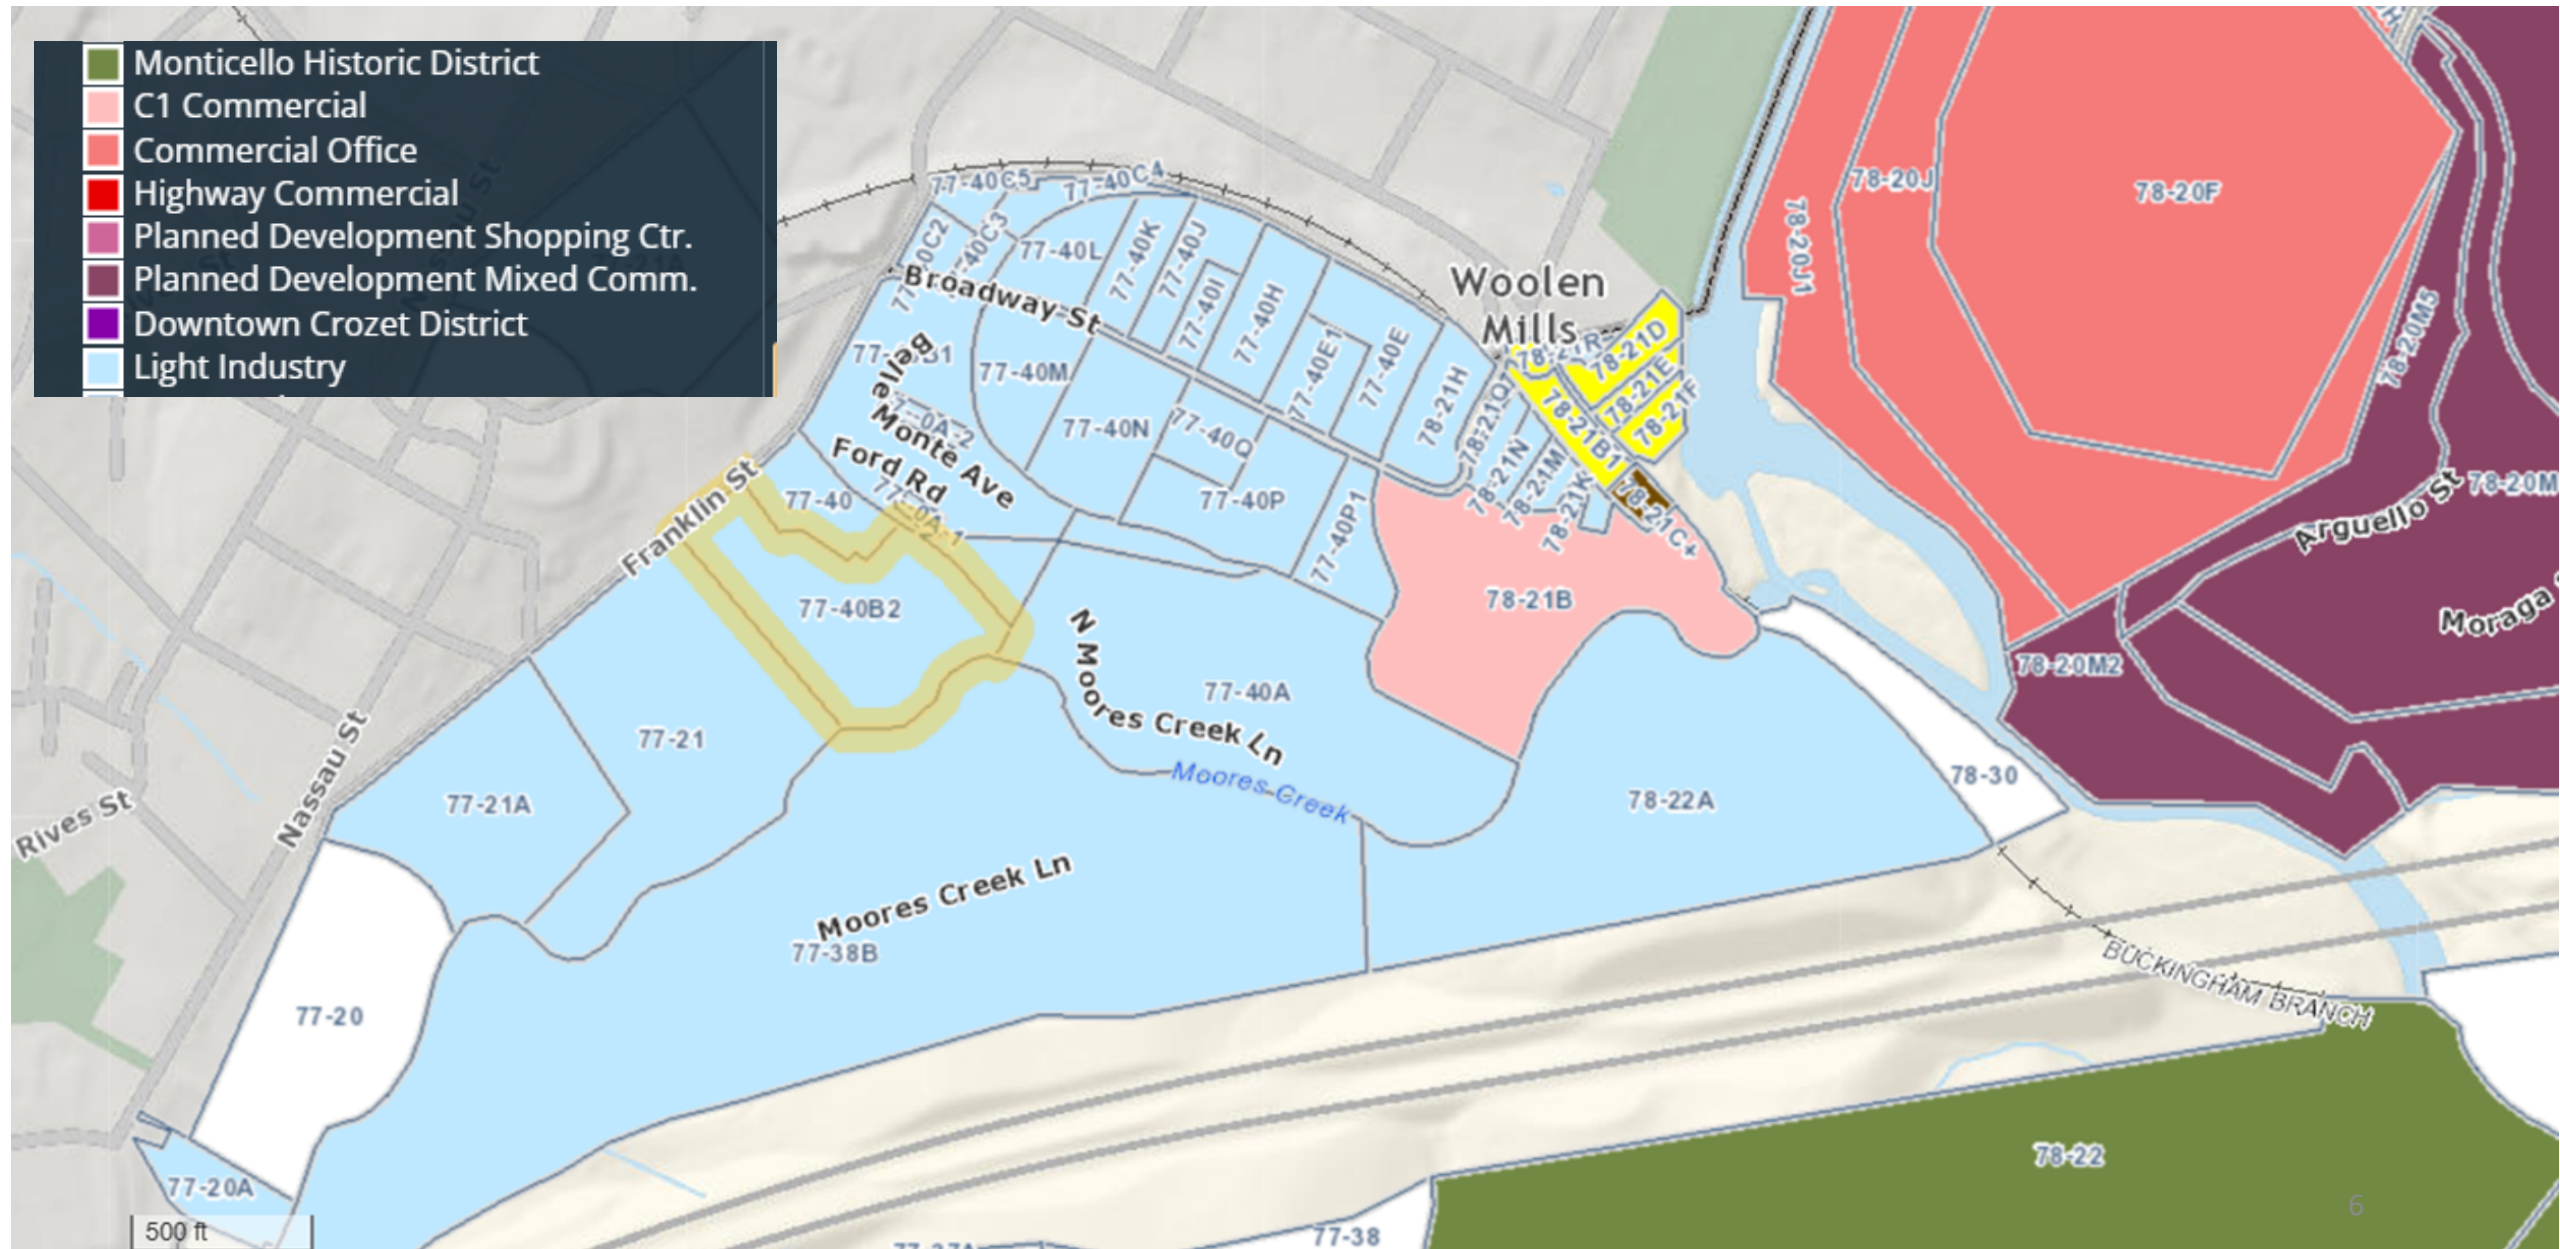 Monticello Historic District
C1 Commercial
Commercial Office
Highway Commercial
Planned Development Shopping Ctr.
Planned Development Mixed Comm.
Downtown Crozet District
Light Industry
77-40C5
77-40C4
77-40C3
77-40L
77-40K
77-40J
77-40I
77-40H
77-40E1
77-40E
78-21H
Broadway St
Belle Monte Ave
Ford Rd
77-40M
77-40N
77-40Q
77-40P
77-40P1
77-40
Franklin St
77-40B2
Woolen
Mills
78-21D
78-21E
78-21F
78-21B1
78-21N
78-21M
78-21K
78-21B
78-20J1
78-20J
78-20F
78-20M5
78-20M
Arguello St
Moraga
78-20M2
78-30
N Moores Creek Ln
77-40A
Moores Creek
78-22A
77-21
77-21A
Nassau St
Rives St
Moores Creek Ln
77-38B
77-20
77-20A
BUCKINGHAM BRANCH
78-22
77-38
500 ft
6